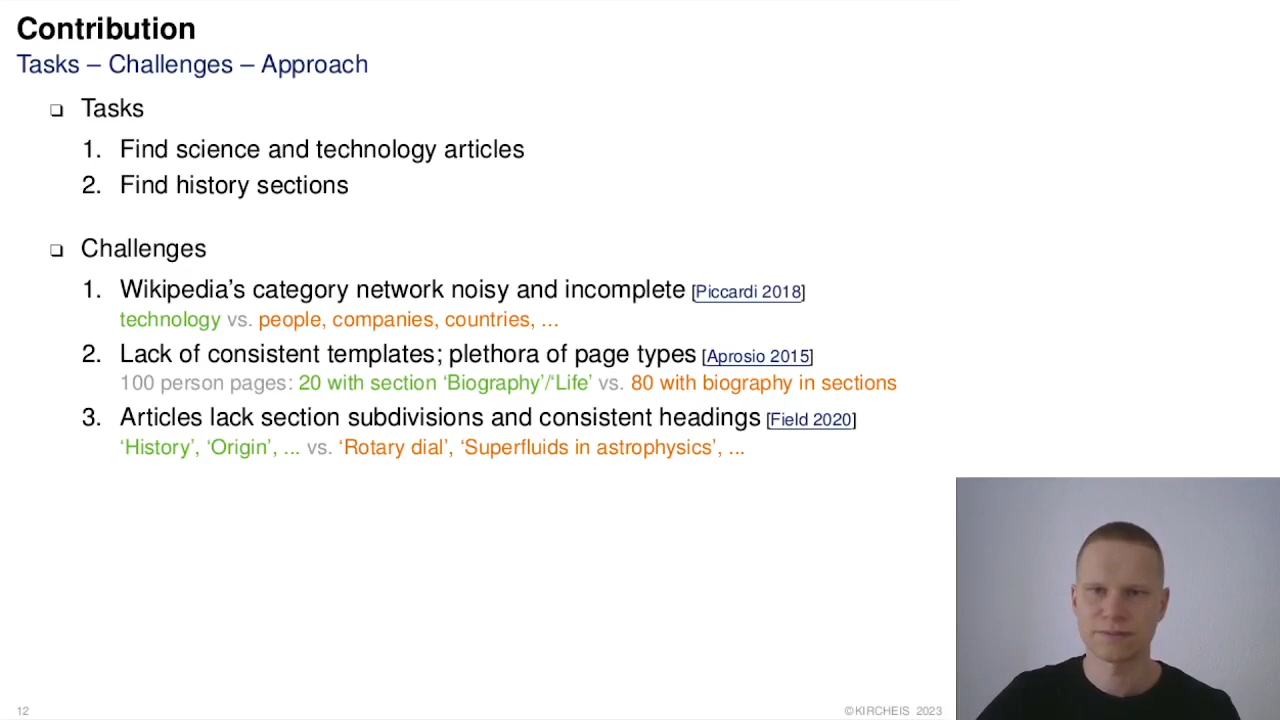 Contribution
Tasks – Challenges – Approach
❑ Tasks
1. Find science and technology articles
2. Find history sections
❑ Challenges
1. Wikipedia’s category network noisy and incomplete [Piccardi 2018]
technology vs. people, companies, countries, ...
2. Lack of consistent templates; plethora of page types [Aprosio 2015]
100 person pages: 20 with section ‘Biography’/‘Life’ vs. 80 with biography in sections
3. Articles lack section subdivisions and consistent headings [Field 2020]
‘History’, ‘Origin’, ... vs. ‘Rotary dial’, ‘Superfluids in astrophysics’, ...
12
©KIRCHEIS 2023